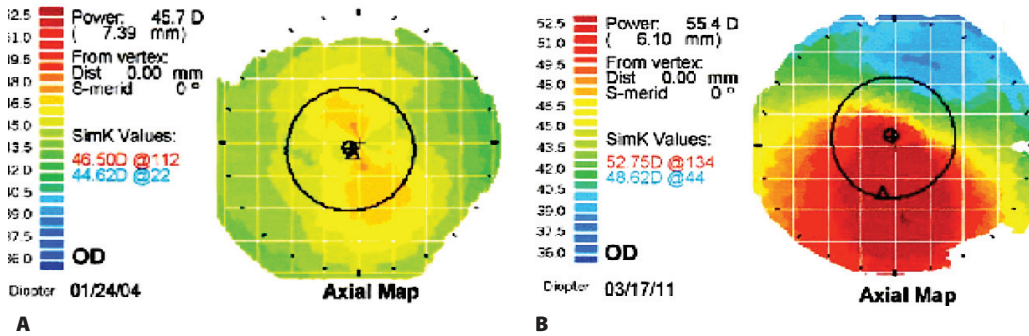 Power: 45.7 D
( 7.39 mm)
From vertex:
Dist 0.00 mm
S-merid 0 º
SimK Values:
46.50D @112
44.62D @22
OD
Diopter 01/24/04
Axial Map
A
52.5
51.0
49.5
48.0
46.5
45.0
43.5
42.0
40.5
39.0
37.5
36.0
Power: 55.4 D
( 6.10 mm)
From vertex:
Dist 0.00 mm
S-merid 0 º
SimK Values:
52.75D @134
48.62D @44
OD
Diopter 03/17/11
Axial Map
B